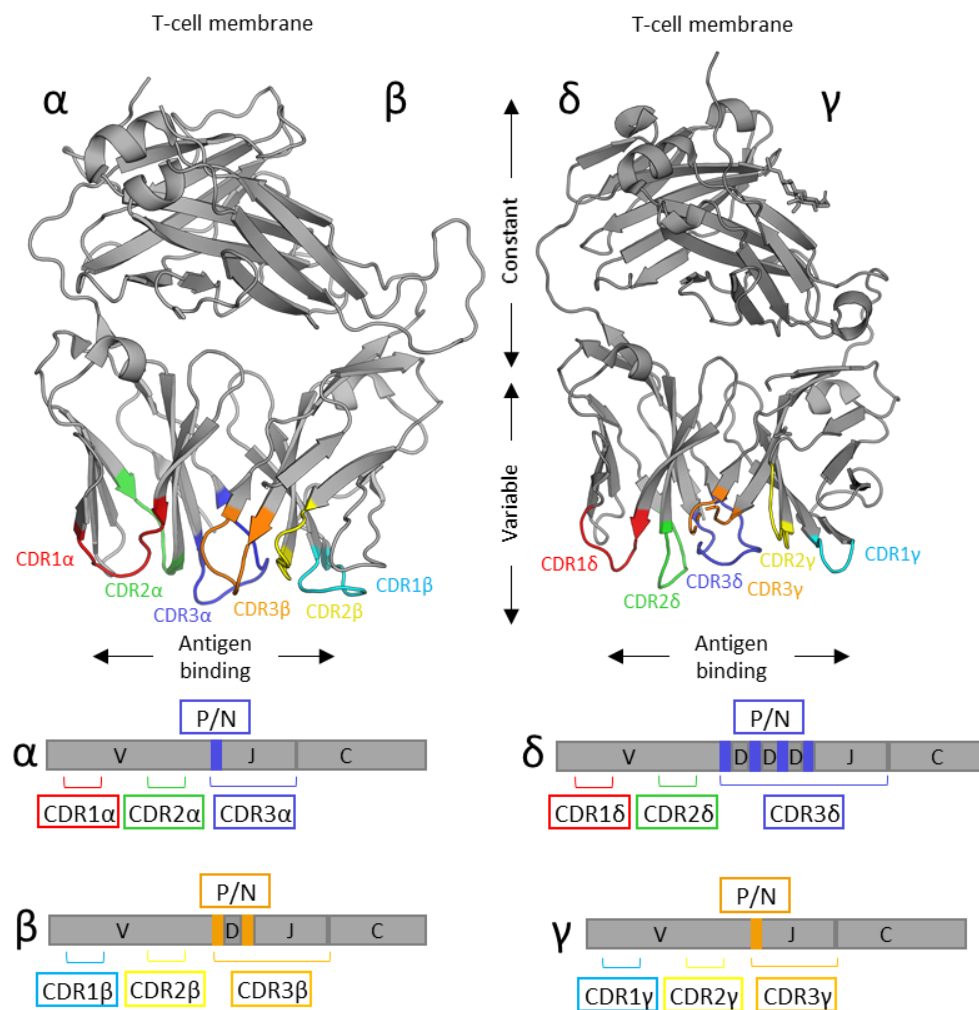 T-cell membrane
T-cell membrane
α
β
δ
γ
Constant
Variable
CDR1α
CDR2α
CDR3α
CDR3β
CDR2β
CDR1β
CDR1δ
CDR2δ
CDR3δ
CDR3γ
CDR2γ
CDR1γ
Antigen
binding
Antigen
binding
P/N
α
V
J
C
CDR1α
CDR2α
CDR3α
δ
V
D
D
D
J
C
CDR1δ
CDR2δ
CDR3δ
P/N
β
V
D
J
C
CDR1β
CDR2β
CDR3β
P/N
γ
V
J
C
CDR1γ
CDR2γ
CDR3γ
P/N